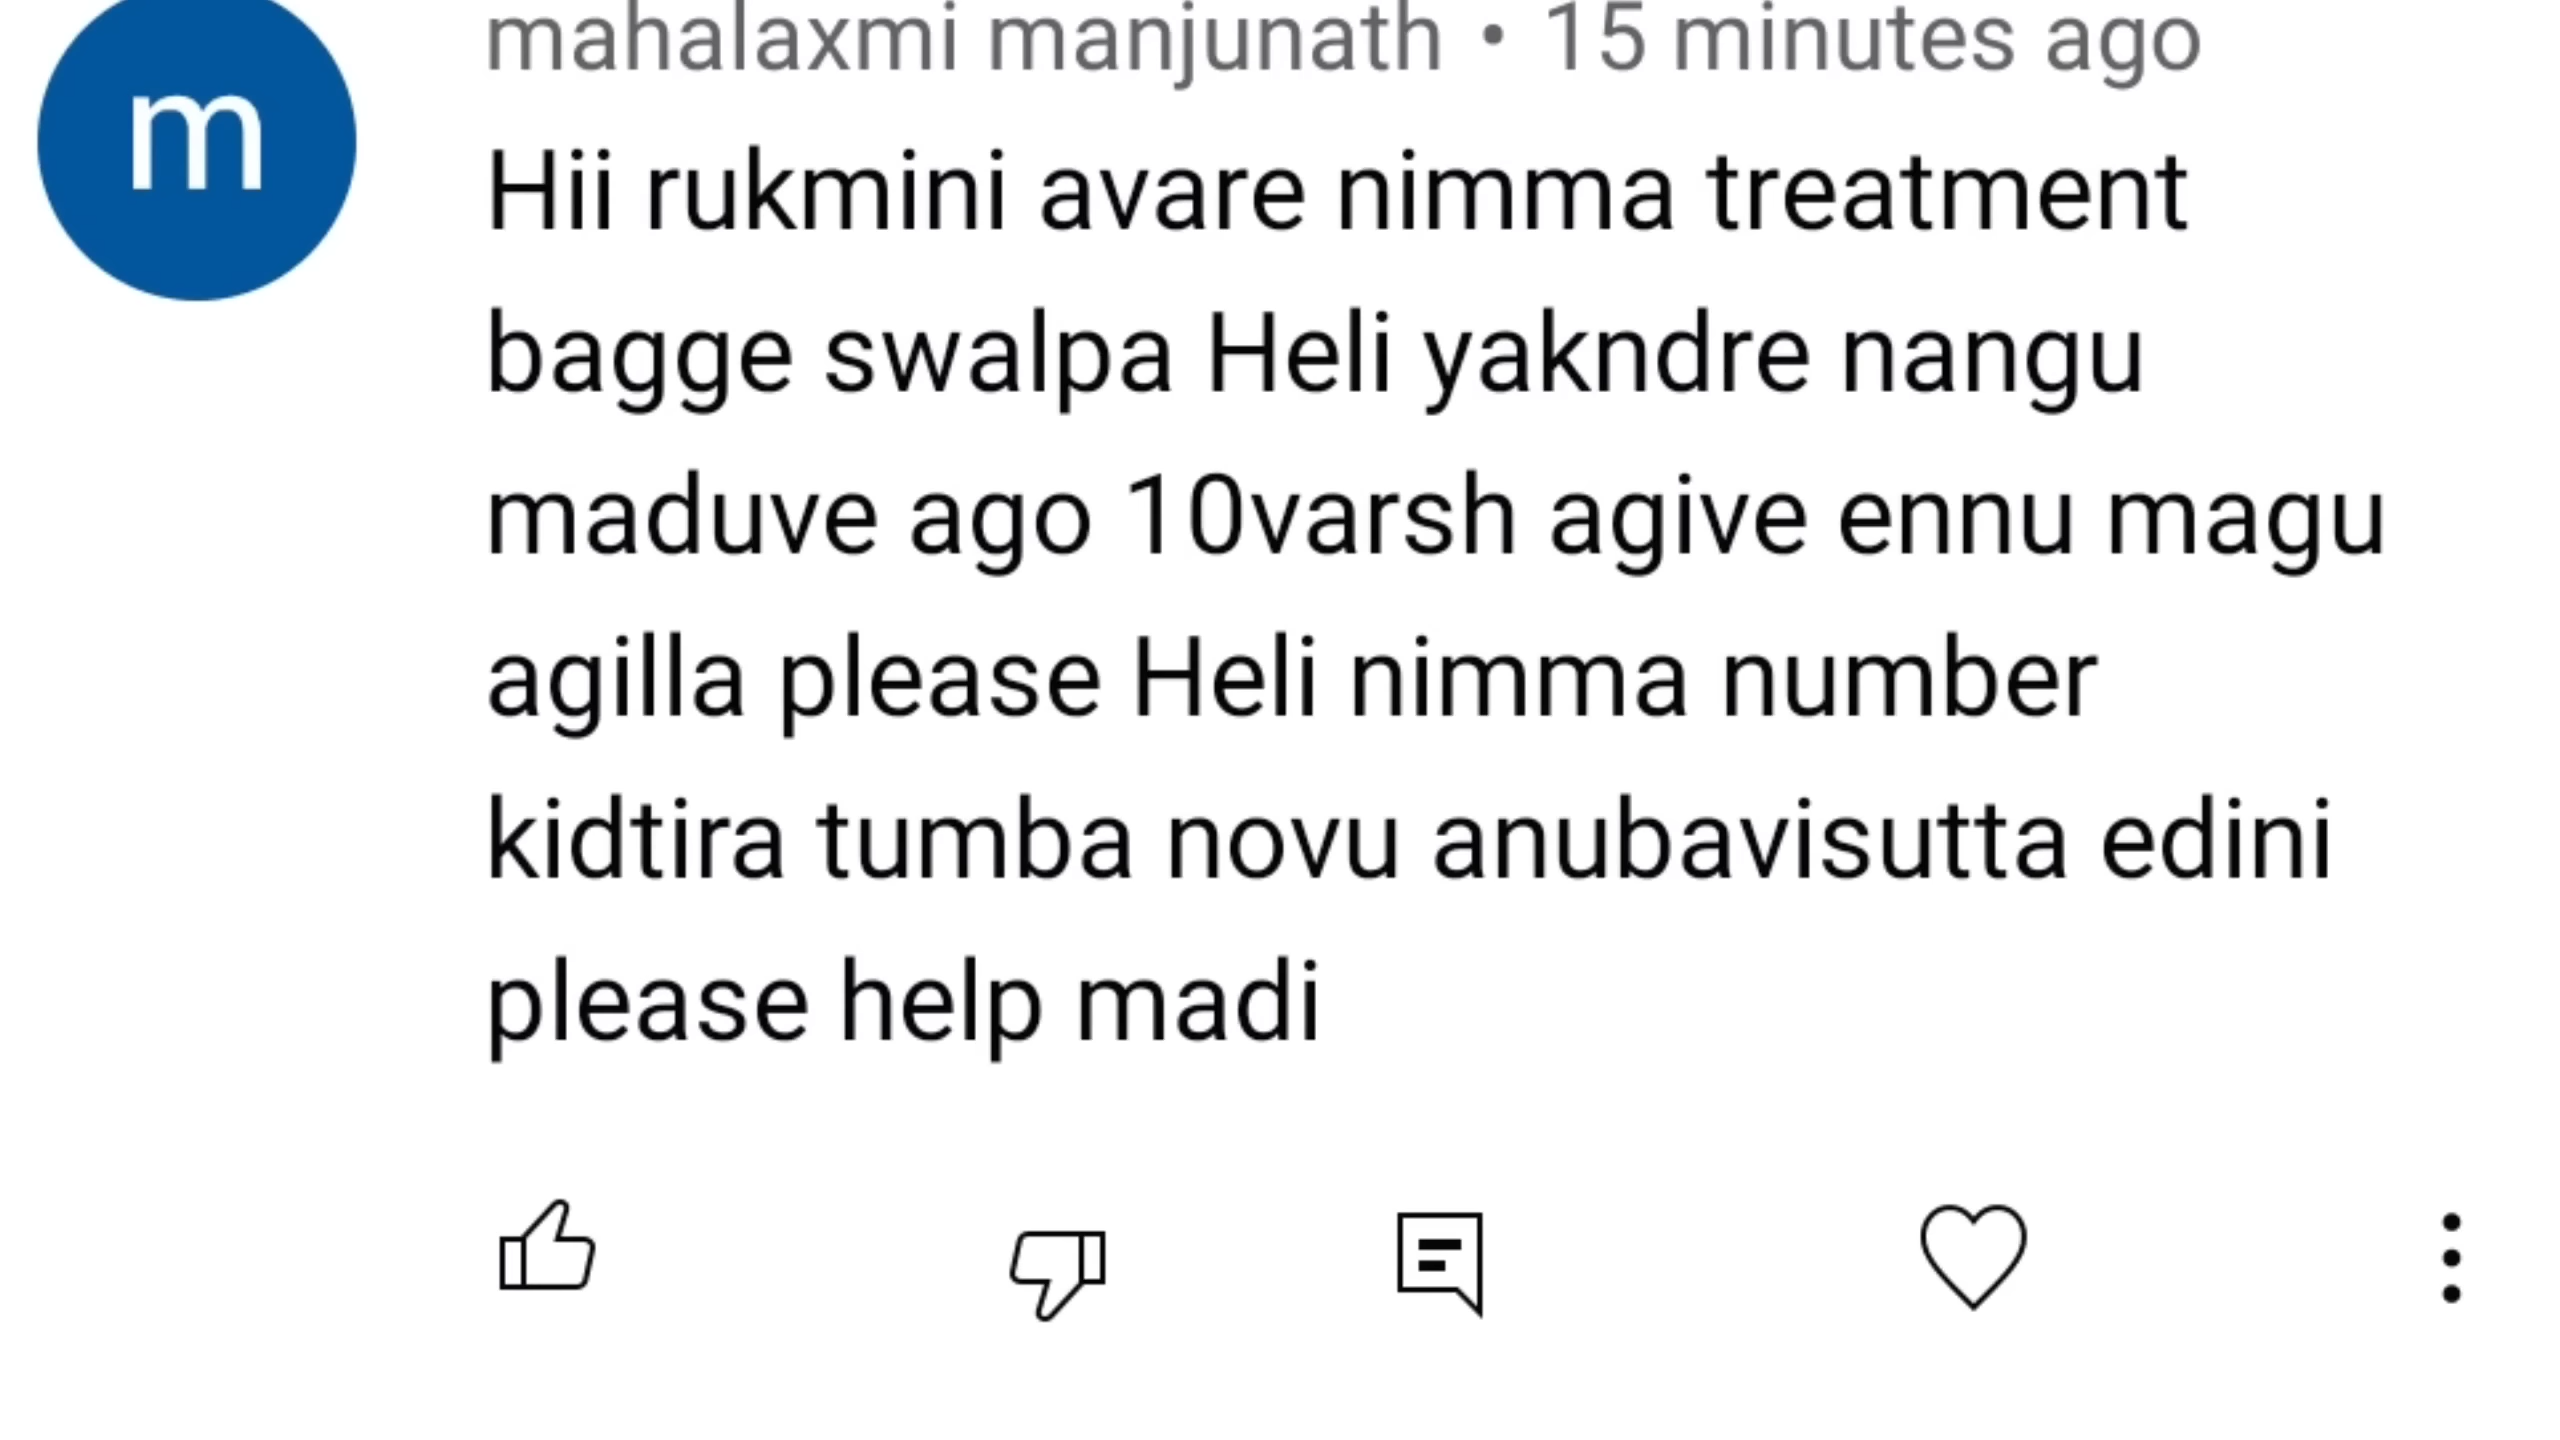 mahalaxmi manjunath • 15 minutes ago
m
Hii rukmini avare nimma treatment
bagge swalpa Heli yakndre nangu
maduve ago 10varsh agive ennu magu
agilla please Heli nimma number
kidtira tumba novu anubavisutta edini
please help madi